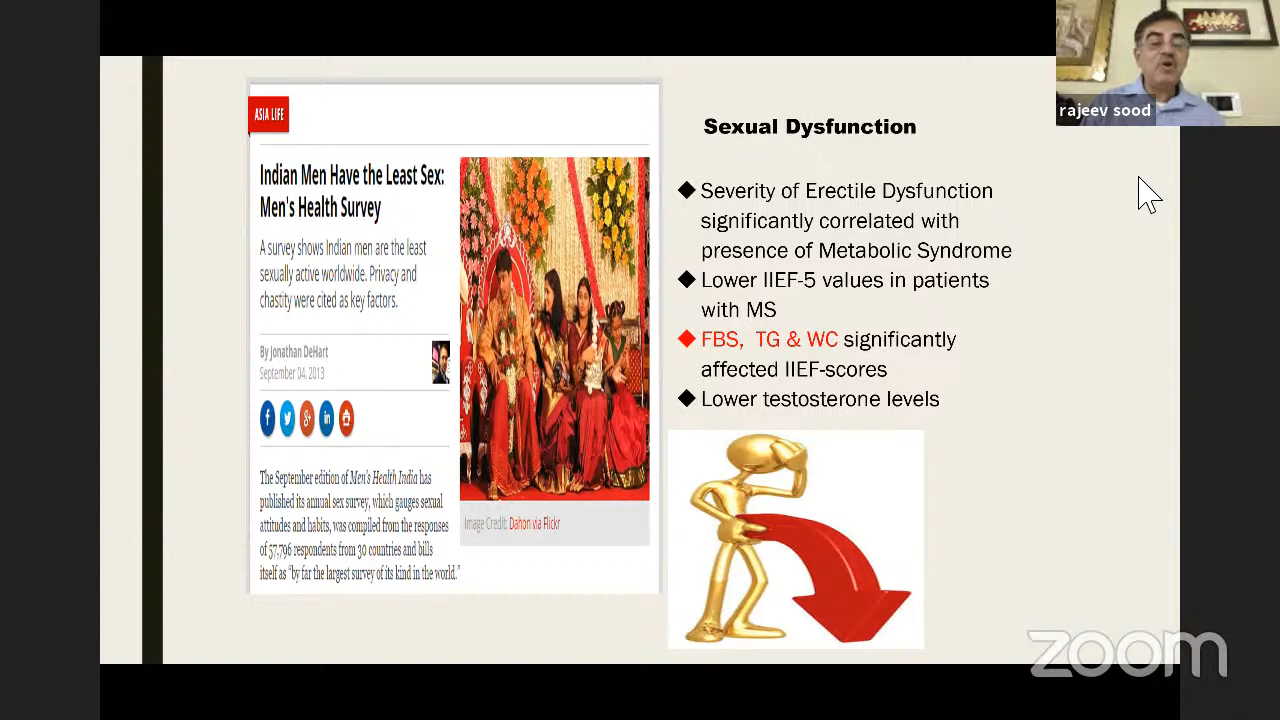 ASIA LIFE
Indian Men Have the Least Sex:
Men's Health Survey
A survey shows Indian men are the least
sexually active worldwide. Privacy and
chastity were cited as key factors.
By Jonathan DeHart
September 04, 2013
The September edition of Men's Health India has
published its annual sex survey, which gauges sexual
attitudes and habits, was compiled from the responses
of 57,796 respondents from 30 countries and bills
itself as "by far the largest survey of its kind in the world."
Image Credit: Dahon via Flickr
Sexual Dysfunction
Severity of Erectile Dysfunction
significantly correlated with
presence of Metabolic Syndrome
Lower IIEF-5 values in patients
with MS
FBS, TG & WC significantly
affected IIEF-scores
Lower testosterone levels
rajeev sood
zoom